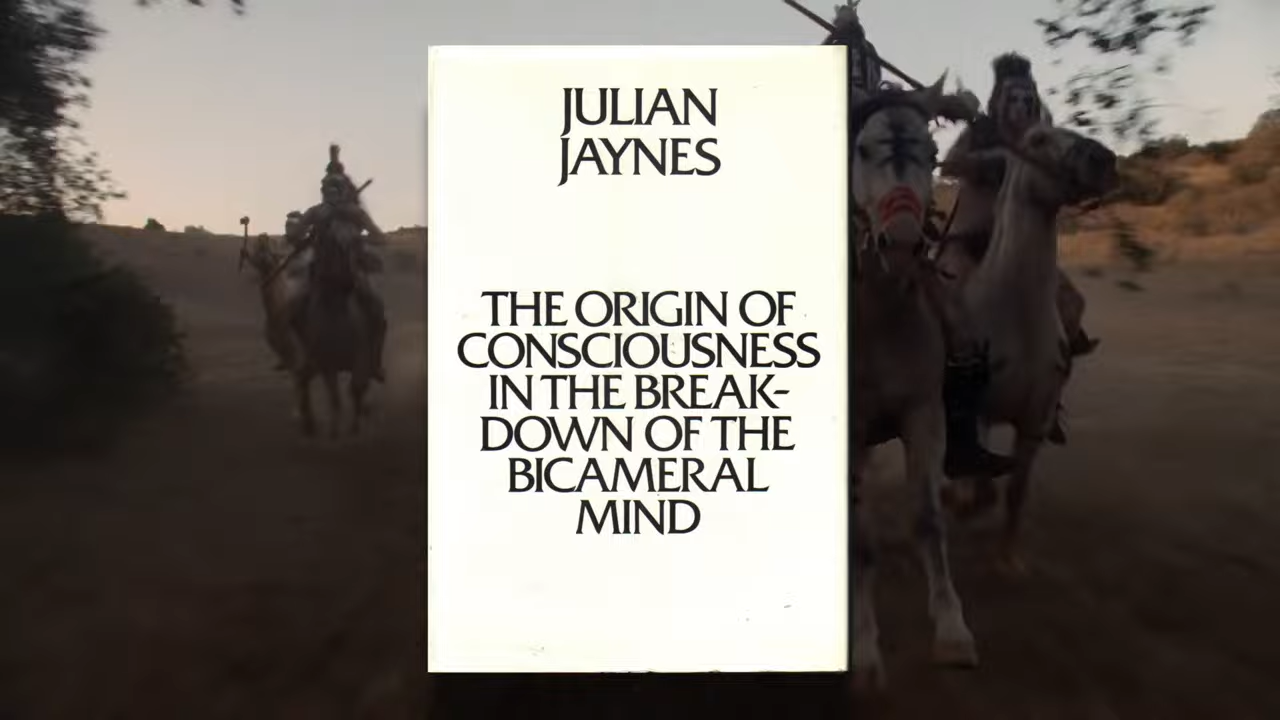 JULIAN
JAYNES
THE ORIGIN OF
CONSCIOUSNESS
IN THE BREAK-
DOWN OF THE
BICAMERAL
MIND